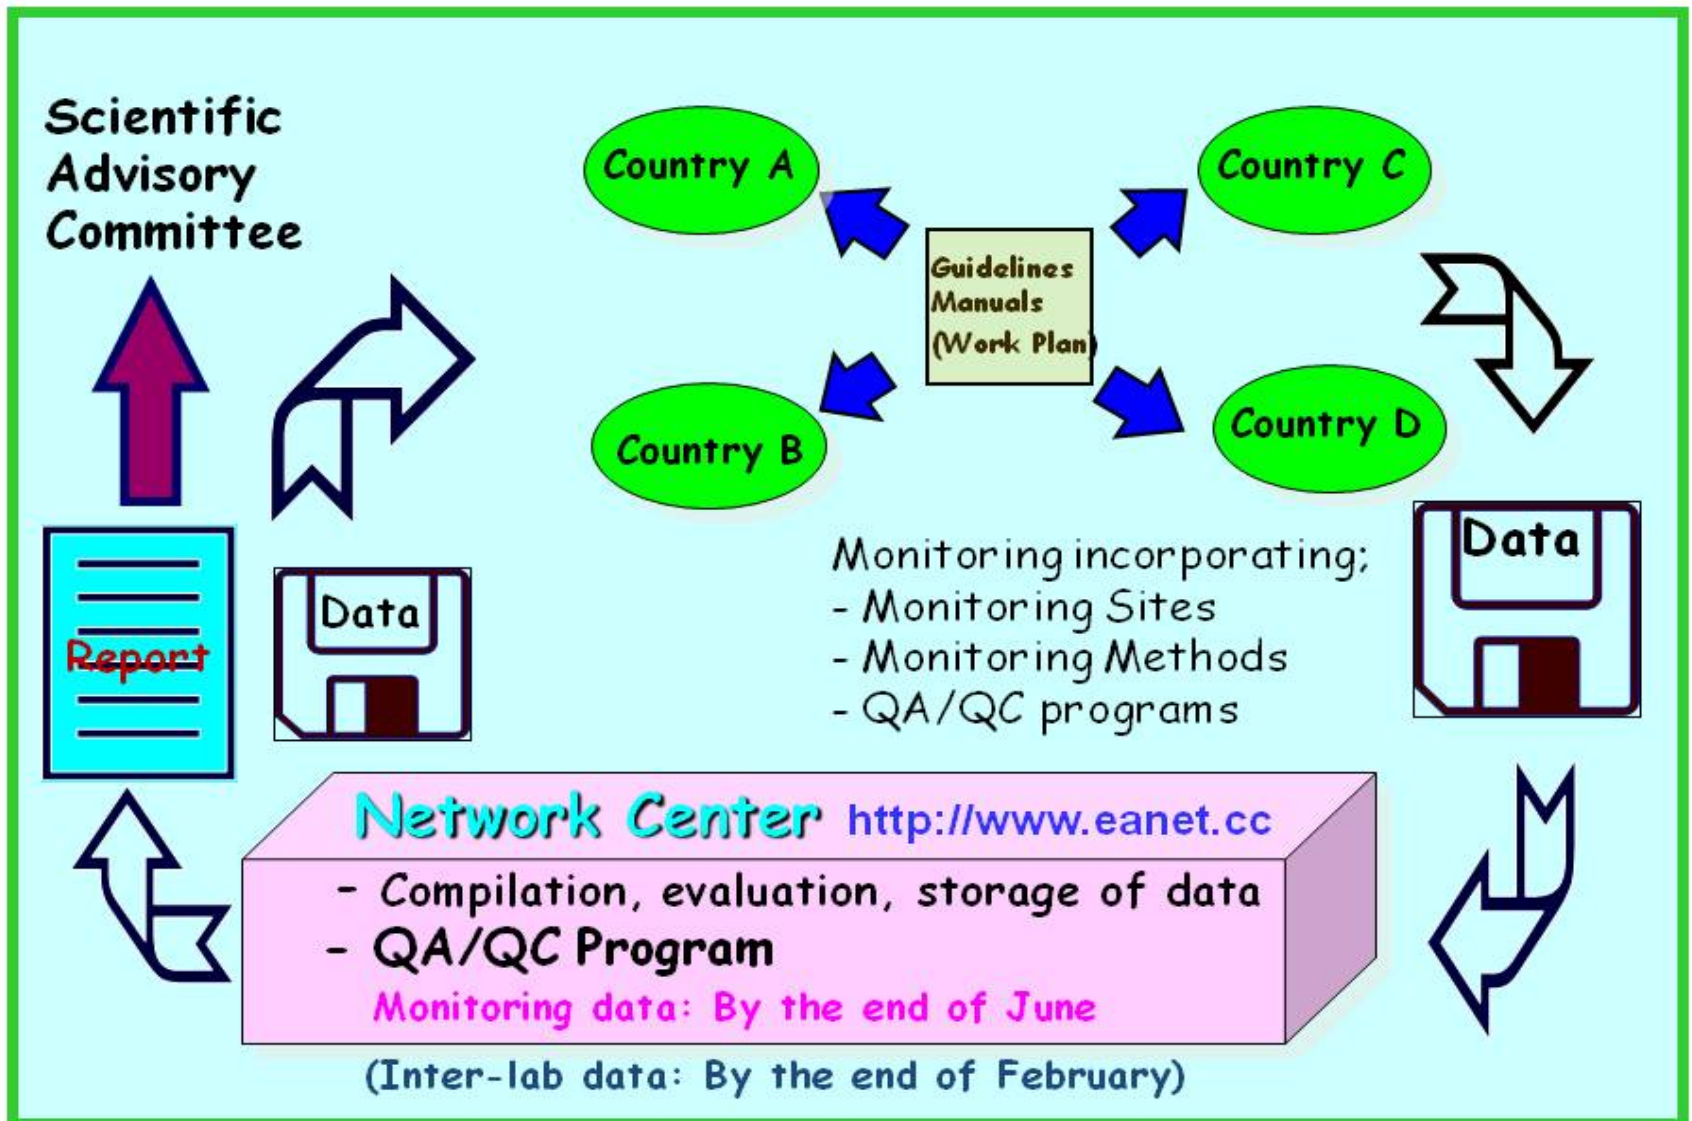 Scientific
Advisory
Committee
Country A
Country C
Guidelines
Manuals
(Work Plan)
Country B
Country D
Data
Report
Data
Monitoring incorporating;
- Monitoring Sites
- Monitoring Methods
- QA/QC programs
Network Center http://www.eanet.cc
- Compilation, evaluation, storage of data
- QA/QC Program
Monitoring data: By the end of June
(Inter-lab data: By the end of February)